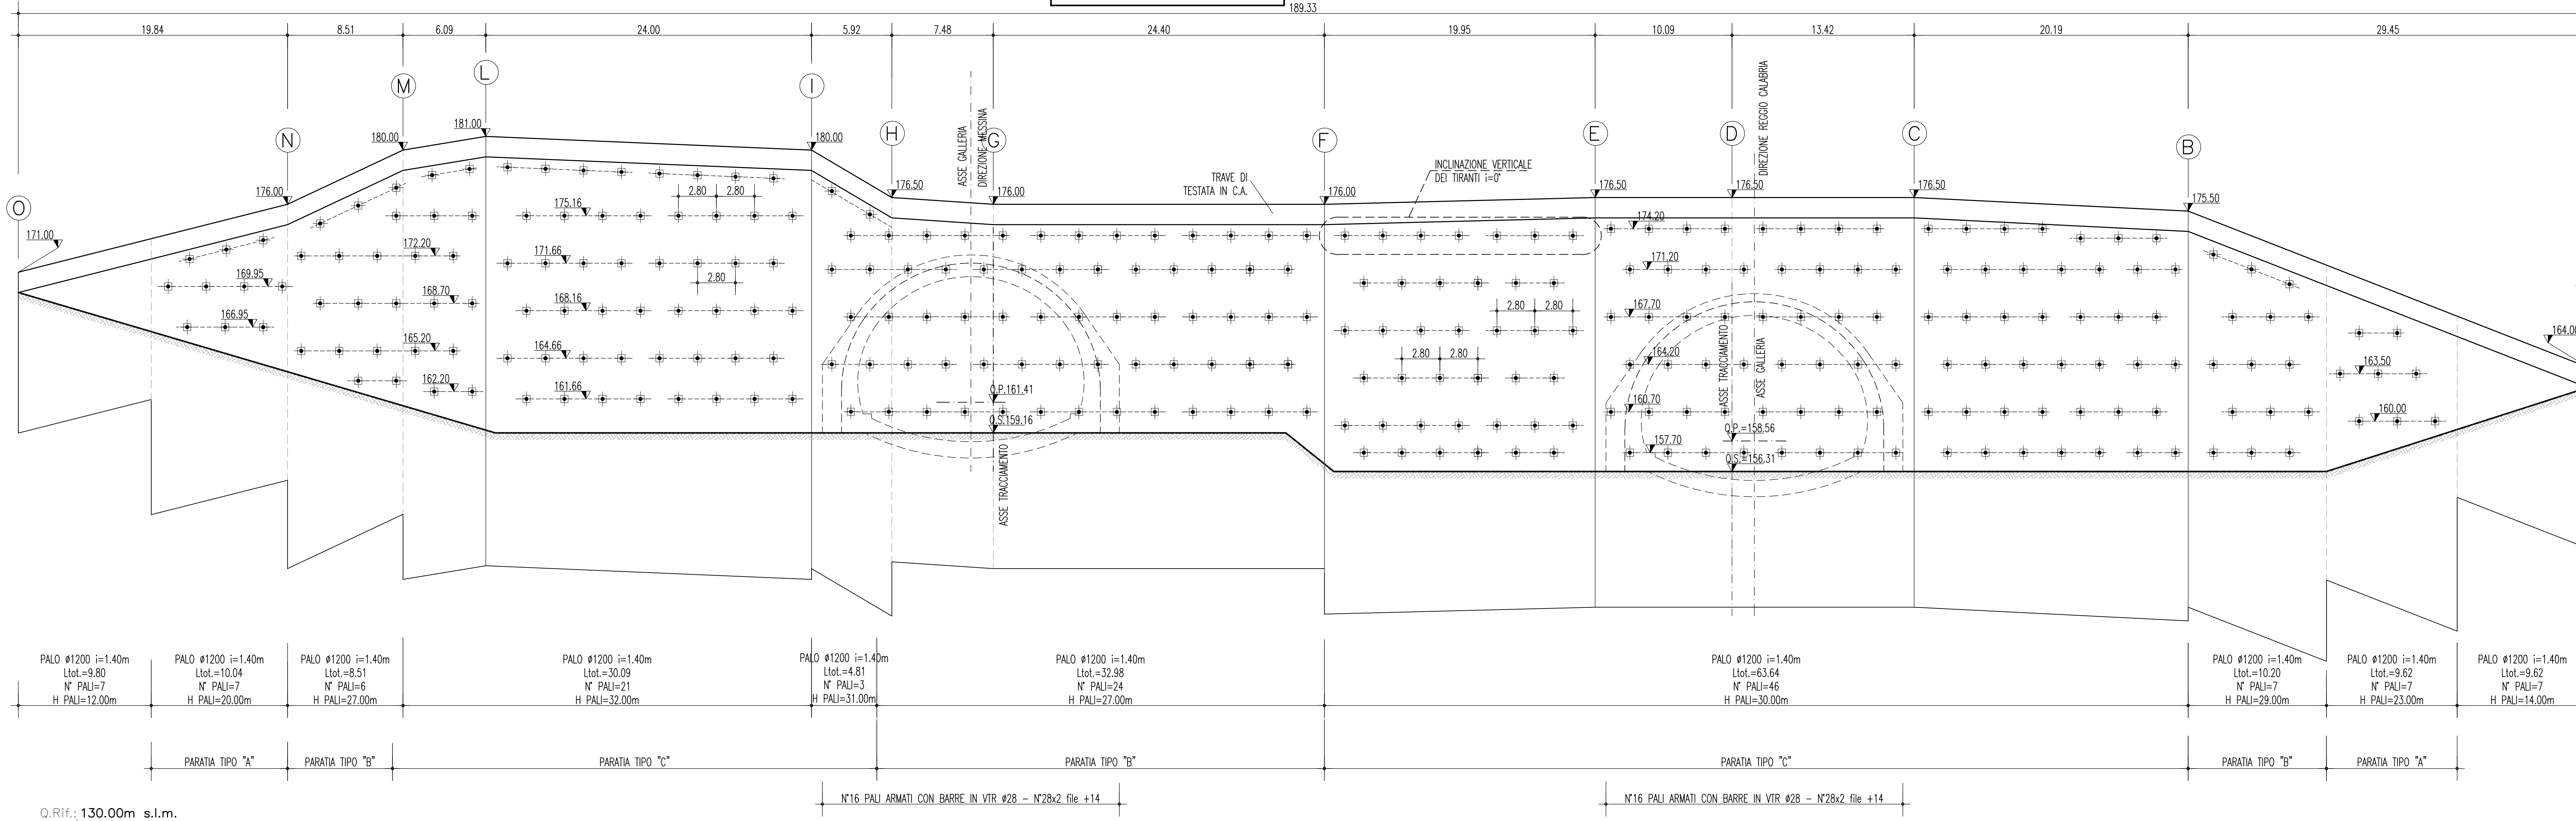 189.33
19.84
8.51
6.09
24.00
5.92
7.48
24.40
19.95
10.09
13.42
20.19
29.45
O
N
M
L
I
H
G
F
E
D
C
B
ASSE GALLERIA
DIREZIONE MESSINA
DIREZIONE REGGIO CALABRIA
171.00
176.00
180.00
181.00
180.00
176.50
176.00
176.00
176.50
176.50
176.50
175.50
164.00
TRAVE DI
TESTATA IN C.A.
INCLINAZIONE VERTICALE
DEI TIRANTI i=0°
2.80
2.80
175.16
172.20
171.66
169.95
168.70
168.16
2.80
166.95
165.20
164.66
162.20
161.66
174.20
171.20
167.70
164.20
160.70
157.70
2.80
2.80
2.80
2.80
163.50
160.00
Q.P.161.41
Q.S.159.16
ASSE TRACCIAMENTO
ASSE TRACCIAMENTO
ASSE GALLERIA
Q.P.=158.56
Q.S.=156.31
PALO ø1200 i=1.40m
Ltot.=9.80
N° PALI=7
H PALI=12.00m
PALO ø1200 i=1.40m
Ltot.=10.04
N° PALI=7
H PALI=20.00m
PALO ø1200 i=1.40m
Ltot.=8.51
N° PALI=6
H PALI=27.00m
PALO ø1200 i=1.40m
Ltot.=30.09
N° PALI=21
H PALI=32.00m
PALO ø1200 i=1.40m
Ltot.=4.81
N° PALI=3
H PALI=31.00m
PALO ø1200 i=1.40m
Ltot.=32.98
N° PALI=24
H PALI=27.00m
PALO ø1200 i=1.40m
Ltot.=63.64
N° PALI=46
H PALI=30.00m
PALO ø1200 i=1.40m
Ltot.=10.20
N° PALI=7
H PALI=29.00m
PALO ø1200 i=1.40m
Ltot.=9.62
N° PALI=7
H PALI=23.00m
PALO ø1200 i=1.40m
Ltot.=9.62
N° PALI=7
H PALI=14.00m
PARATIA TIPO "A"
PARATIA TIPO "B"
PARATIA TIPO "C"
PARATIA TIPO "B"
PARATIA TIPO "C"
PARATIA TIPO "B"
PARATIA TIPO "A"
N°16 PALI ARMATI CON BARRE IN VTR ø28 - N°28x2 file +14
N°16 PALI ARMATI CON BARRE IN VTR ø28 - N°28x2 file +14
Q.Rif.: 130.00m s.l.m.